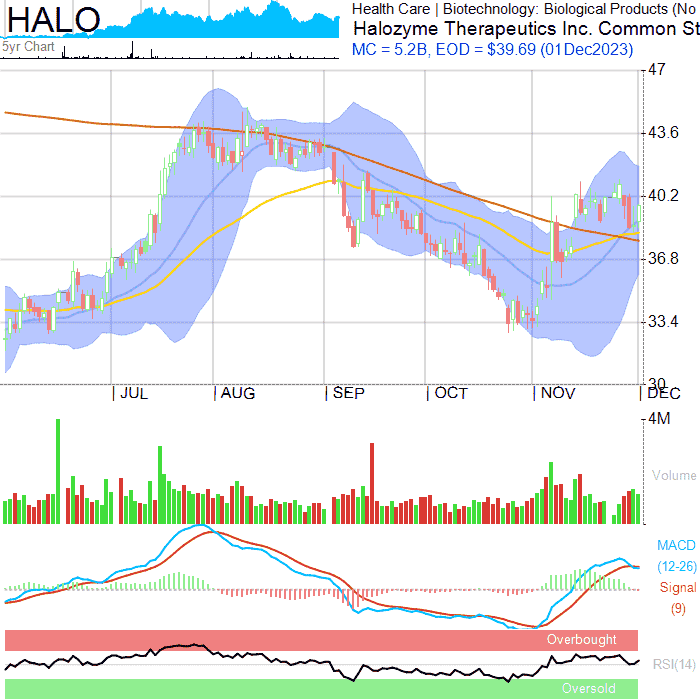 HALO
Health Care | Biotechnology: Biological Products (No
Halozyme Therapeutics Inc. Common St
5yr Chart
MC = 5.2B, EOD = $39.69 (01Dec2023)
47
43.6
40.2
36.8
33.4
30
JUL
AUG
SEP
OCT
NOV
DEC
4M
Volume
MACD
(12-26)
Signal
(9)
Overbought
RSI(14)
Oversold